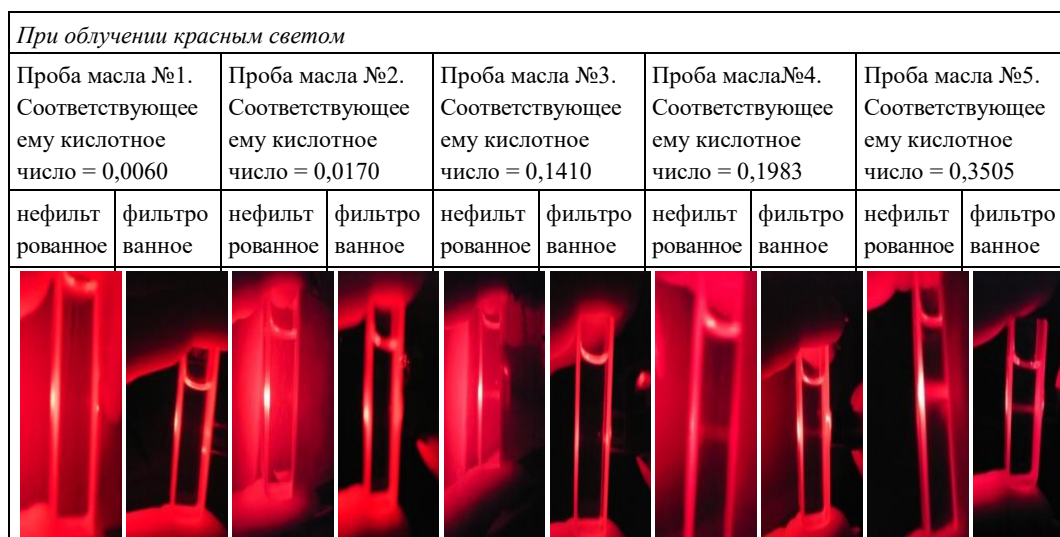 При облучении красным светом
Проба масла №1.
Соответствующее
ему кислотное
число = 0,0060
Проба масла №2.
Соответствующее
ему кислотное
число = 0,0170
Проба масла №3.
Соответствующее
ему кислотное
число = 0,1410
Проба масла№4.
Соответствующее
ему кислотное
число = 0,1983
Проба масла №5.
Соответствующее
ему кислотное
число = 0,3505
нефильт
рованное
фильтро
ванное
нефильт
рованное
фильтро
ванное
нефильт
рованное
фильтро
ванное
нефильт
рованное
фильтро
ванное
нефильт
рованное
фильтро
ванное